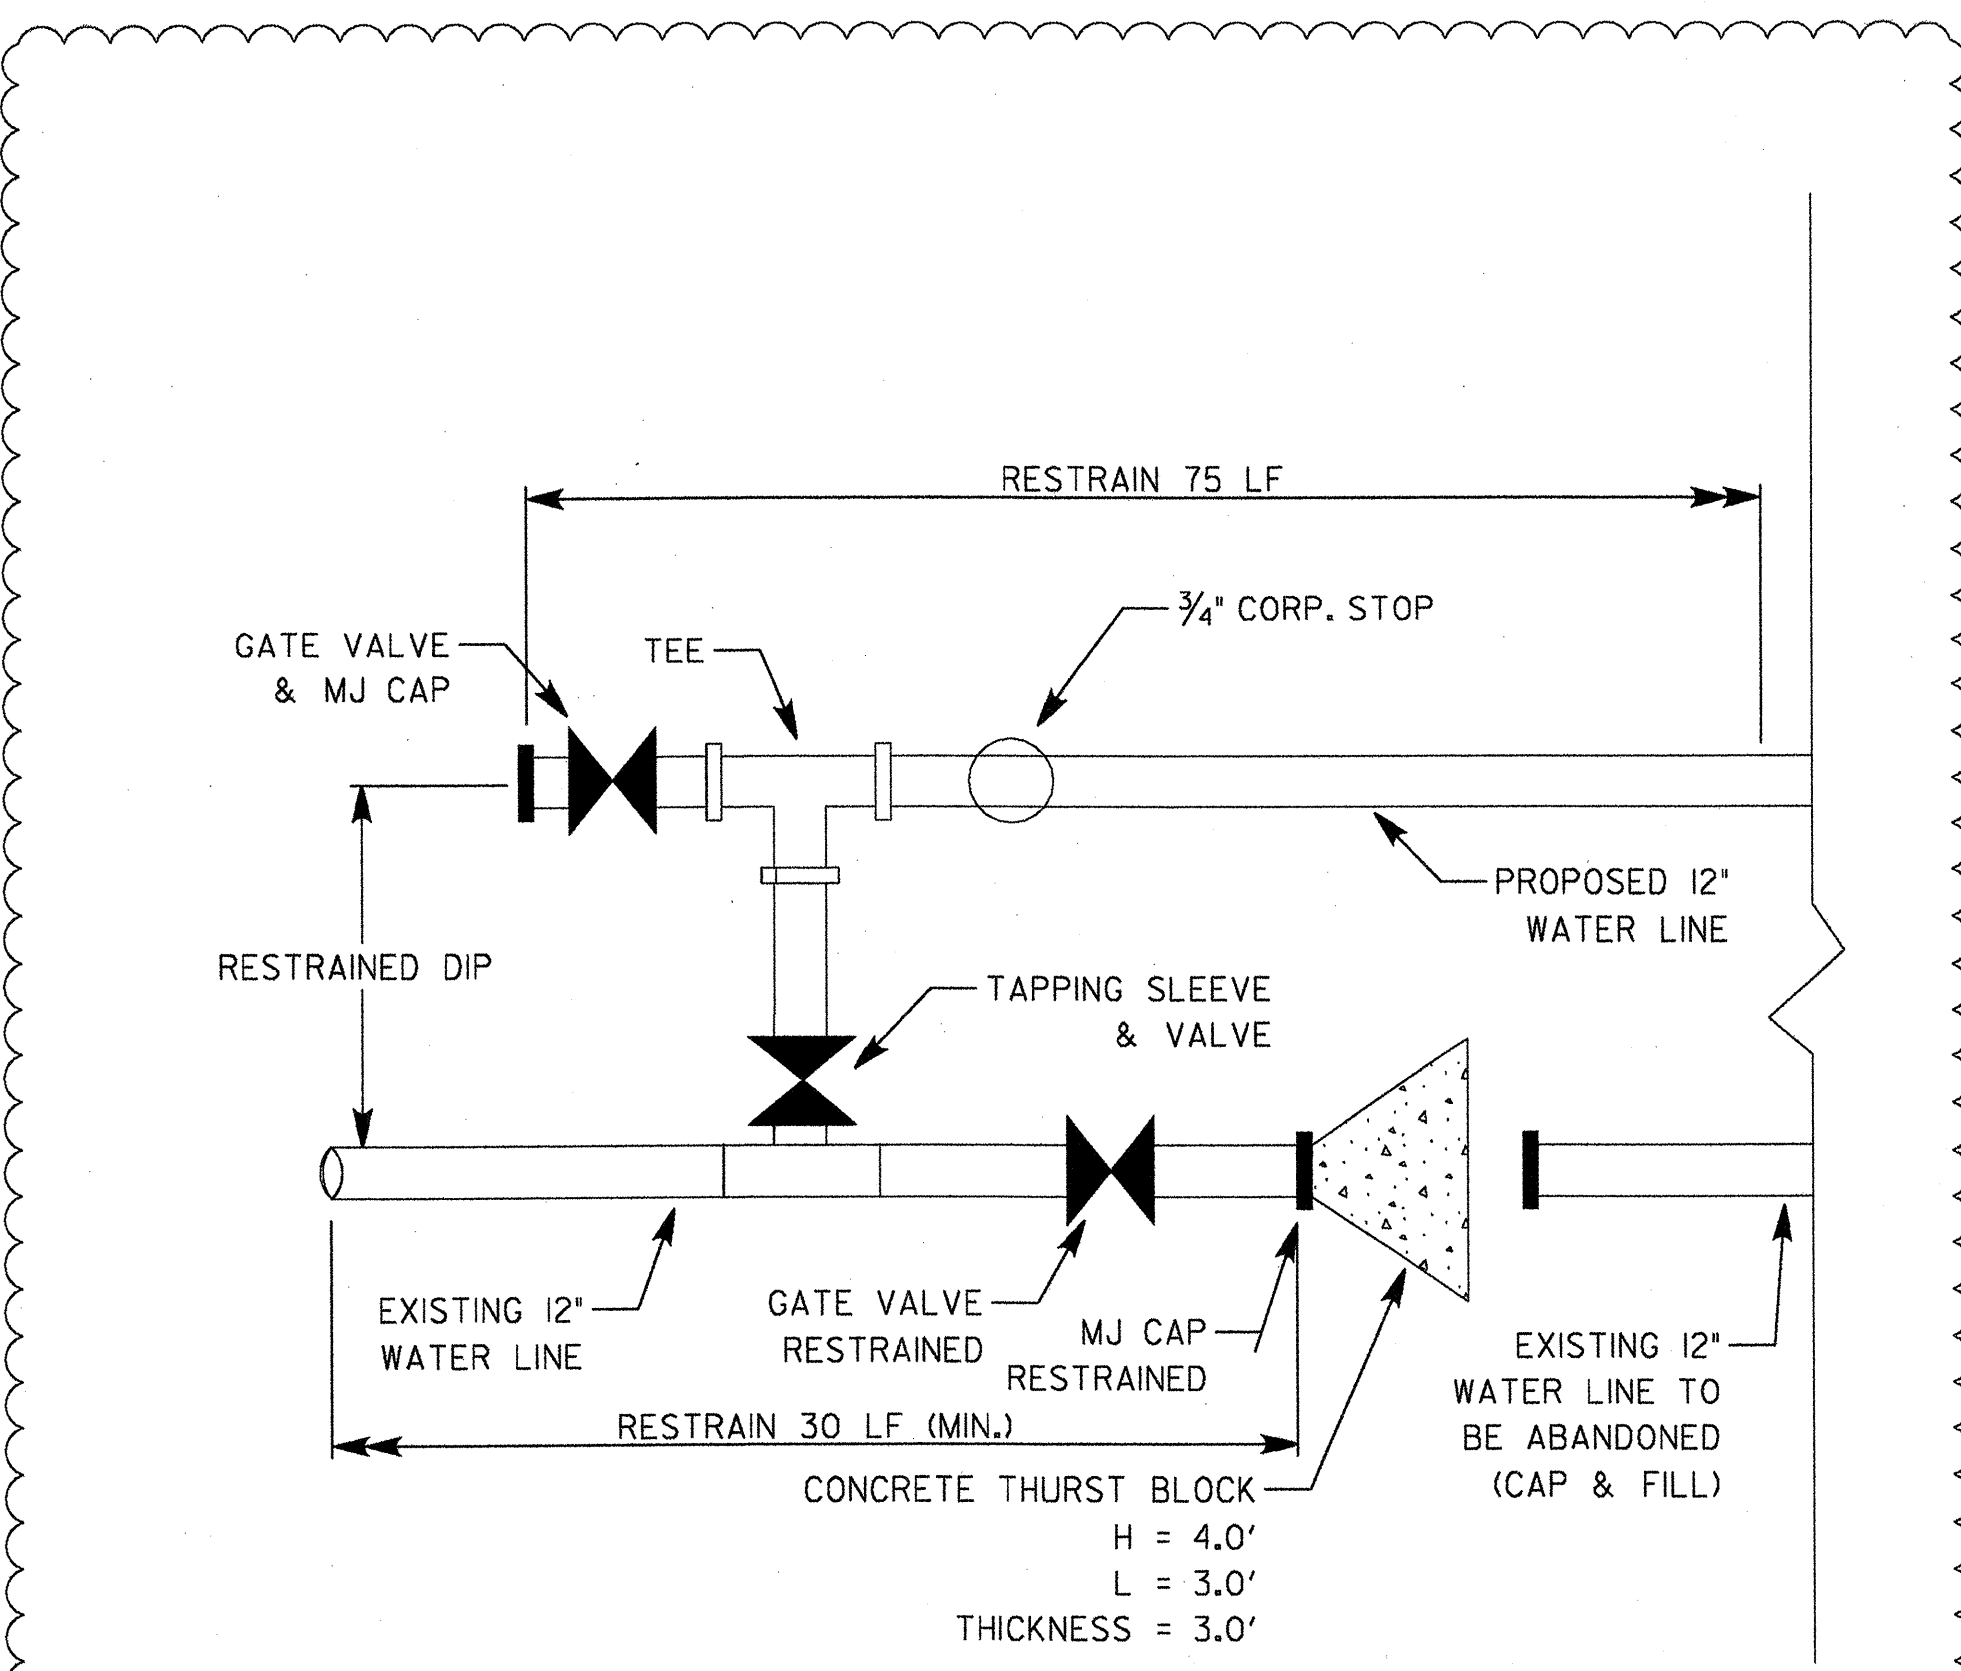 RESTRAIN 75 LF
3/4" CORP. STOP
GATE VALVE
& MJ CAP
TEE
PROPOSED 12"
WATER LINE
RESTRAINED DIP
TAPPING SLEEVE
& VALVE
EXISTING 12"
WATER LINE
GATE VALVE
RESTRAINED
MJ CAP
RESTRAINED
EXISTING 12"
WATER LINE TO
BE ABANDONED
(CAP & FILL)
RESTRAIN 30 LF (MIN.)
CONCRETE THURST BLOCK
H = 4.0'
L = 3.0'
THICKNESS = 3.0'